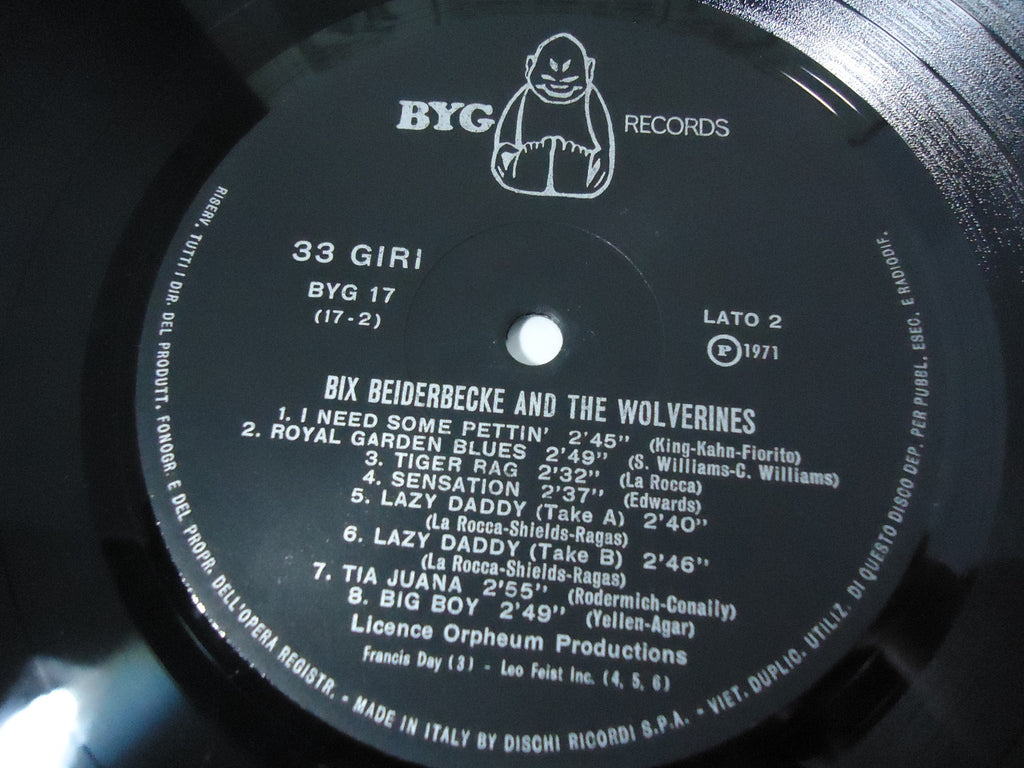 BYG RECORDS
33 GIRI
BYG 17
(17-2)
LATO 2
Ⓟ 1971
BIX BEIDERBECKE AND THE WOLVERINES
1. I NEED SOME PETTIN' 2'45" (King-Kahn-Fiorito)
2. ROYAL GARDEN BLUES 2'49" (S. Williams-C. Williams)
3. TIGER RAG 2'32" (La Rocca)
4. SENSATION 2'37" (Edwards)
5. LAZY DADDY (Take A) 2'40"
(La Rocca-Shields-Ragas)
6. LAZY DADDY (Take B) 2'46"
(La Rocca-Shields-Ragas)
7. TIA JUANA 2'55" (Rodermich-Conally)
8. BIG BOY 2'49" (Yellen-Agar)
Licence Orpheum Productions
Francis Day (3) - Leo Feist Inc. (4, 5, 6)
RISERV. TUTTI I DIR. DEL PRODUTT. FONOGR. E DEL PROPR. DELL'OPERA REGISTR. - MADE IN ITALY BY DISCHI RICORDI S.P.A. - VIET. DUPLIC. UTILIZ. DI QUESTO DISCO DEP. PER PUBBL. ESEC. E RADIODIF.